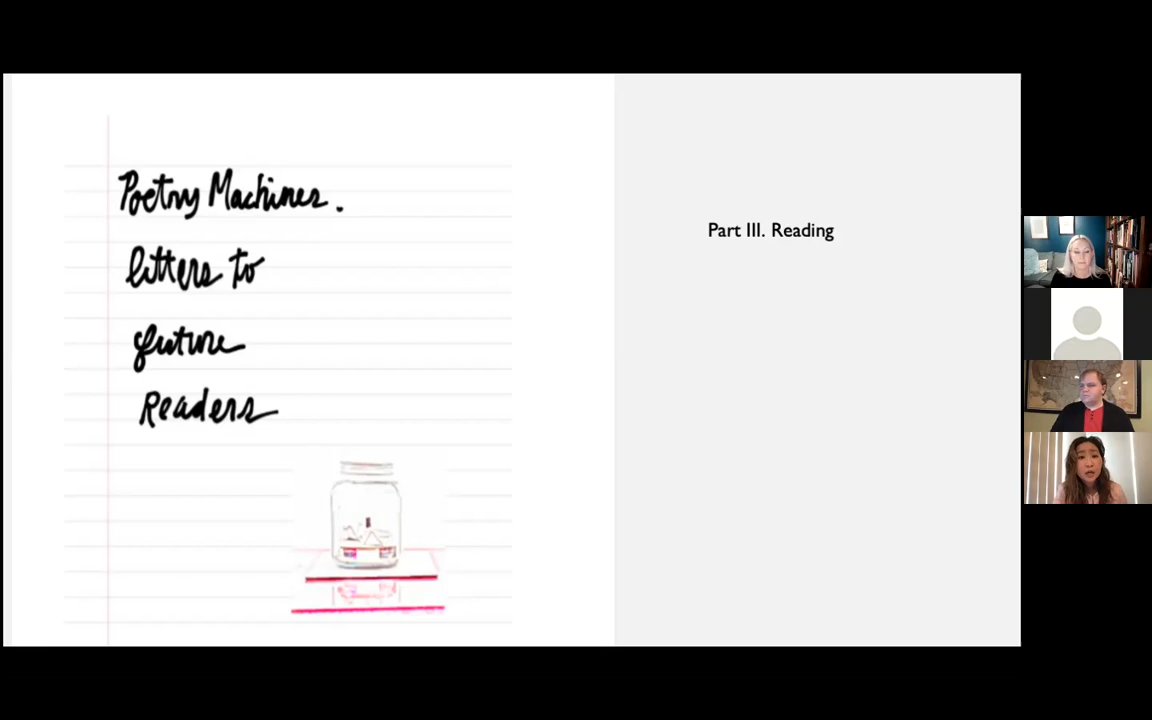 Poetry Machines.
letters to
future
Readers
Part III. Reading